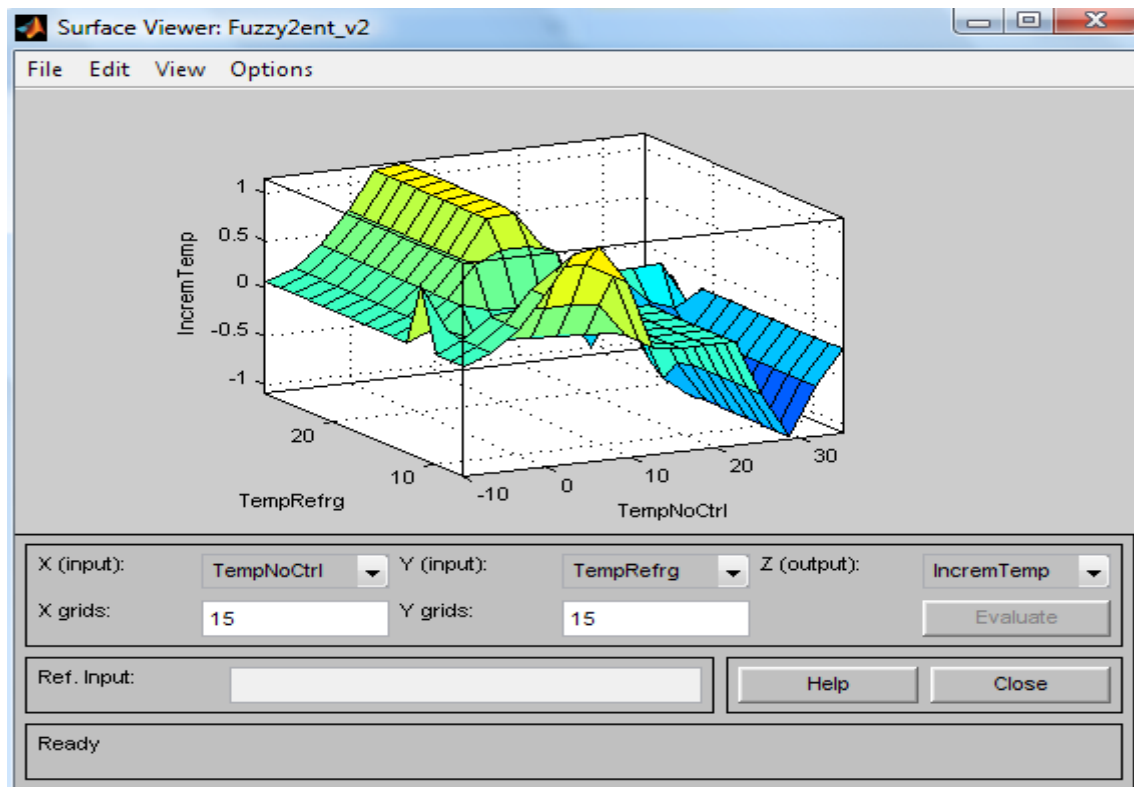 Surface Viewer: Fuzzy2ent_v2
File Edit View Options
1
0.5
0
-0.5
-1
IncremTemp
20
10
TempRefrg
-10 0 10 20 30
TempNoCtrl
X (input): TempNoCtrl Y (input): TempRefrg Z (output): IncremTemp
X grids: 15 Y grids: 15 Evaluate
Ref. Input: Help Close
Ready